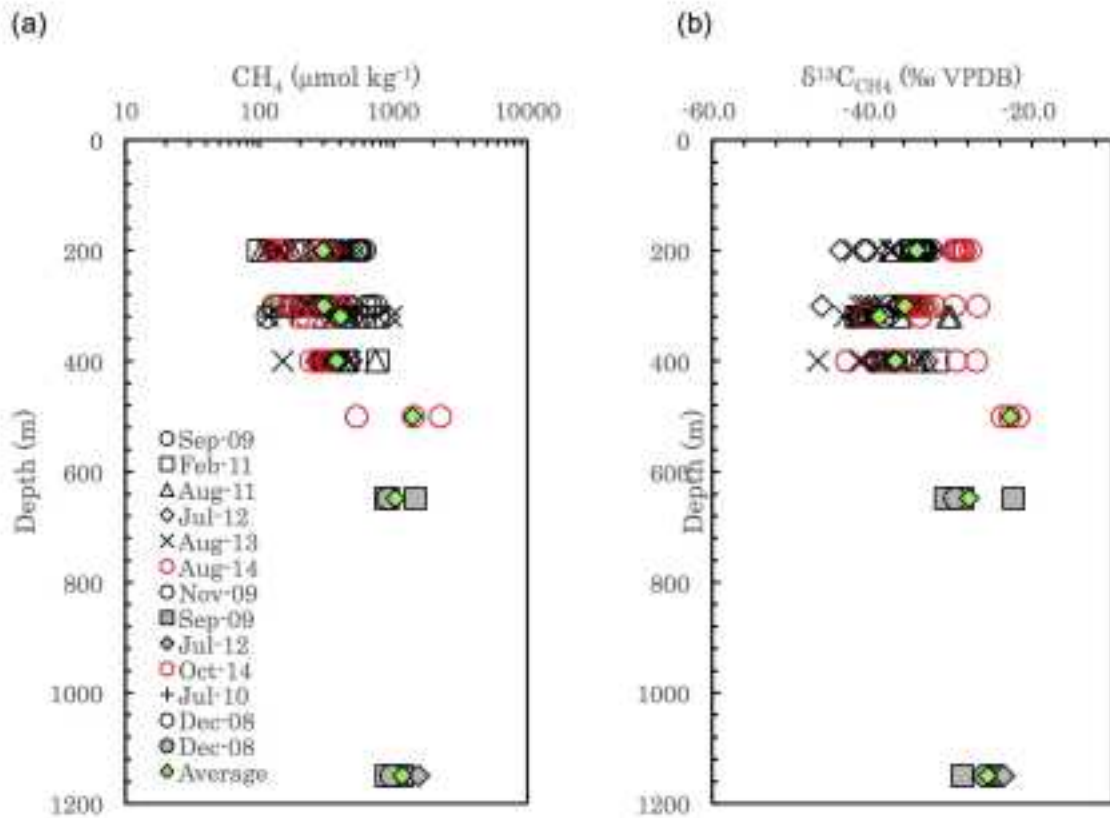 (a)
(b)
CH₄ (μmol kg⁻¹)
δ¹³C_CH4 (‰ VPDB)
10 100 1000 10000
-60.0 -40.0 -20.0
0
200
400
600
800
1000
1200
Depth (m)
Sep-09
Feb-11
Aug-11
Jul-12
Aug-13
Aug-14
Nov-09
Sep-09
Jul-12
Oct-14
Jul-10
Dec-08
Dec-08
Average
0
200
400
600
800
1000
1200
Depth (m)